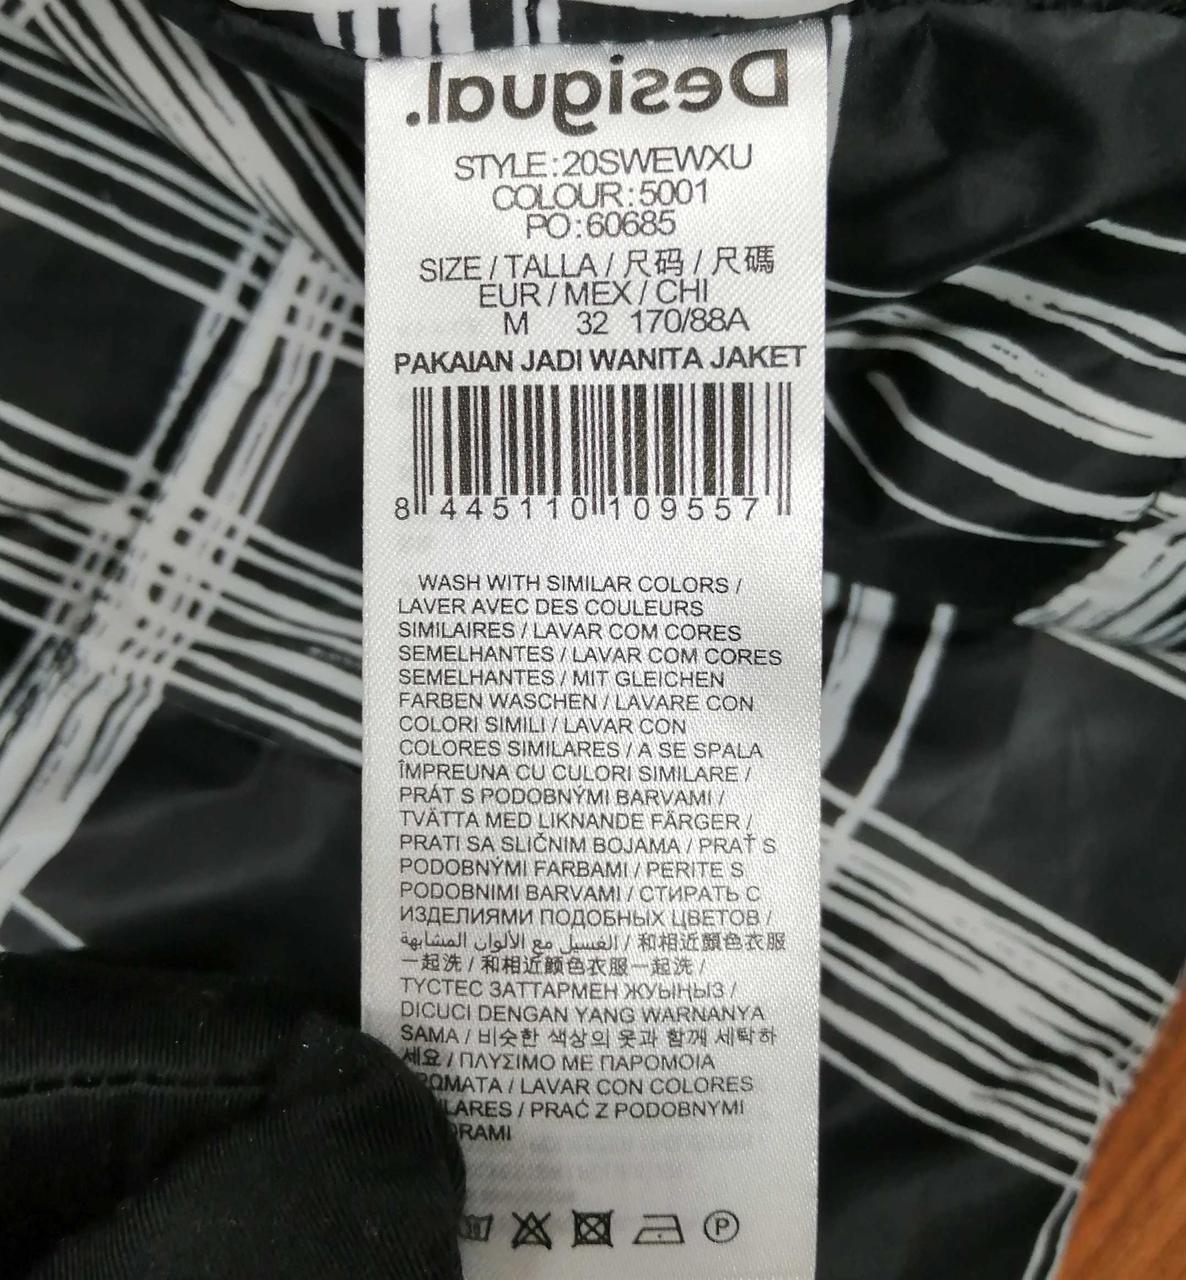 Desigual.
STYLE:20SWEWXU
COLOUR:5001
PO:60685
SIZE / TALLA / 尺码 / 尺碼
EUR / MEX / CHI
M 32 170/88A
PAKAIAN JADI WANITA JAKET
8 445110 109557
WASH WITH SIMILAR COLORS /
LAVER AVEC DES COULEURS
SIMILAIRES / LAVAR COM CORES
SEMELHANTES / LAVAR COM CORES
SEMELHANTES / MIT GLEICHEN
FARBEN WASCHEN / LAVARE CON
COLORI SIMILI / LAVAR CON
COLORES SIMILARES / A SE SPALA
ÎMPREUNA CU CULORI SIMILARE /
PRÁT S PODOBNÝMI BARVAMI /
TVÄTTA MED LIKNANDE FÄRGER /
PRATI SA SLIČNIM BOJAMA / PRAŤ S
PODOBNÝMI FARBAMI / PERITE S
PODOBNIMI BARVAMI / СТИРАТЬ С
ИЗДЕЛИЯМИ ПОДОБНЫХ ЦВЕТОВ /
الغسيل مع الألوان المشابهة / 和相近顏色衣服
一起洗 / 和相近颜色衣服一起洗 /
ТҮСТЕС ЗАТТАРМЕН ЖУЫҢЫЗ /
DICUCI DENGAN YANG WARNANYA
SAMA / 비슷한 색상의 옷과 함께 세탁하
세요 / ΠΛΥΣΙΜΟ ΜΕ ΠΑΡΟΜΟΙΑ
ΡΩΜΑΤΑ / LAVAR CON COLORES
LARES / PRAĆ Z PODOBNYMI
ORAMI
P